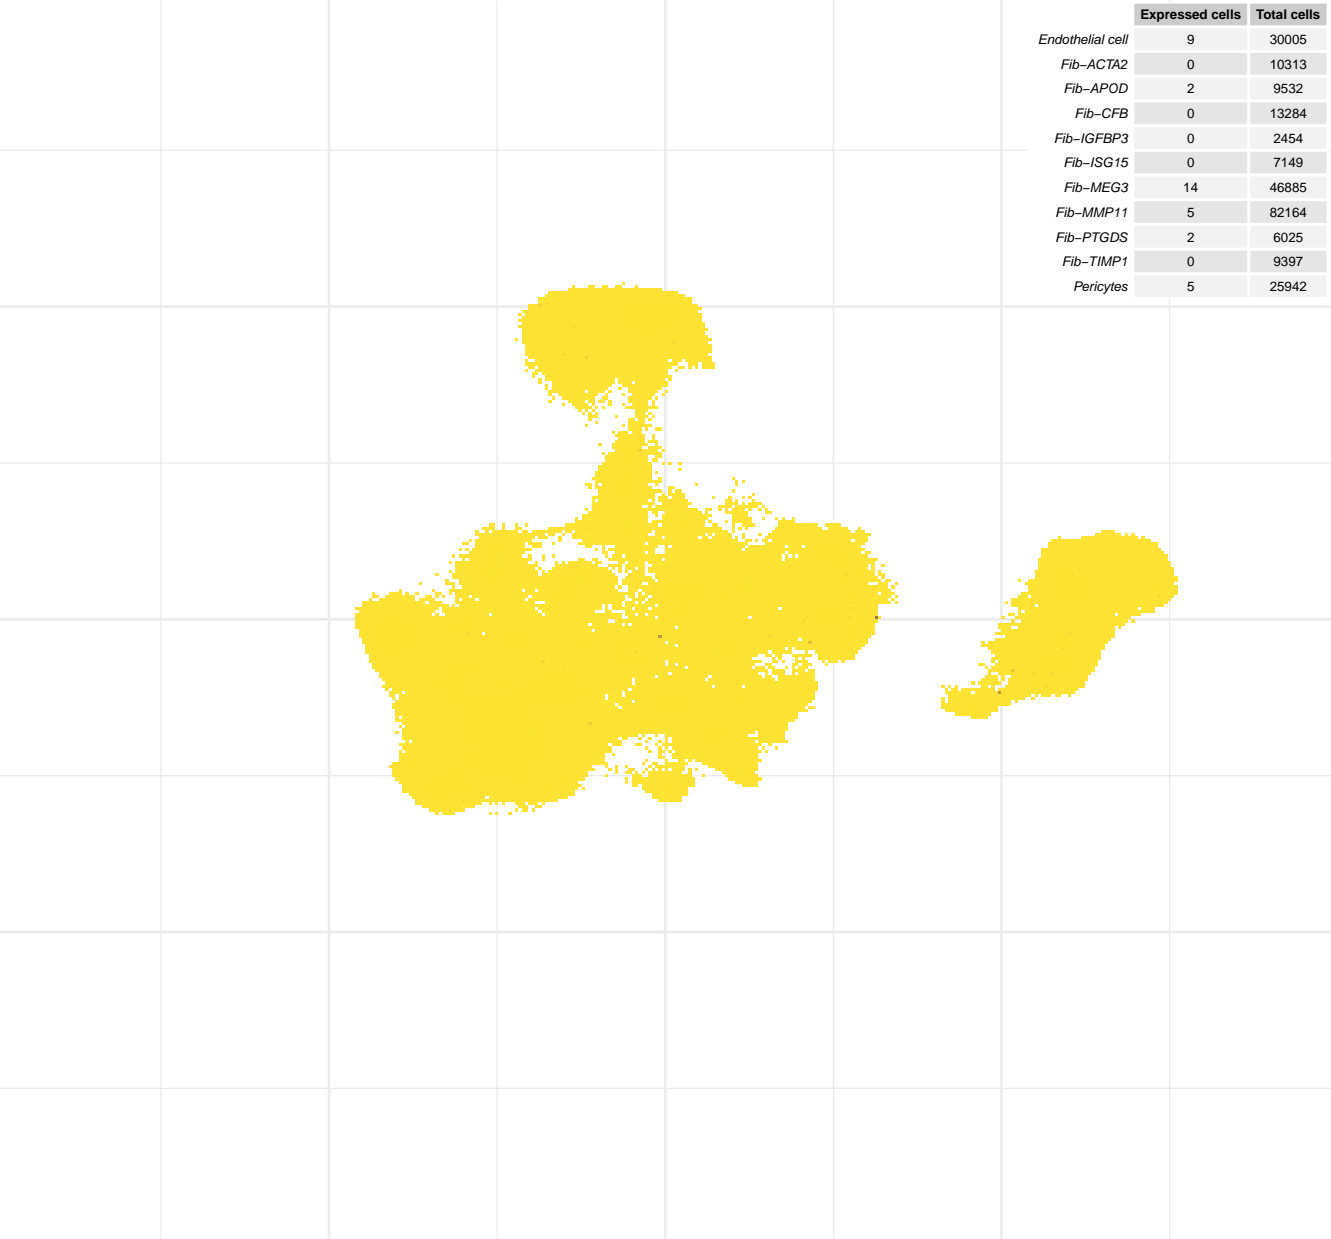 Expressed cells Total cells
Endothelial cell 9 30005
Fib−ACTA2 0 10313
Fib−APOD 2 9532
Fib−CFB 0 13284
Fib−IGFBP3 0 2454
Fib−ISG15 0 7149
Fib−MEG3 14 46885
Fib−MMP11 5 82164
Fib−PTGDS 2 6025
Fib−TIMP1 0 9397
Pericytes 5 25942